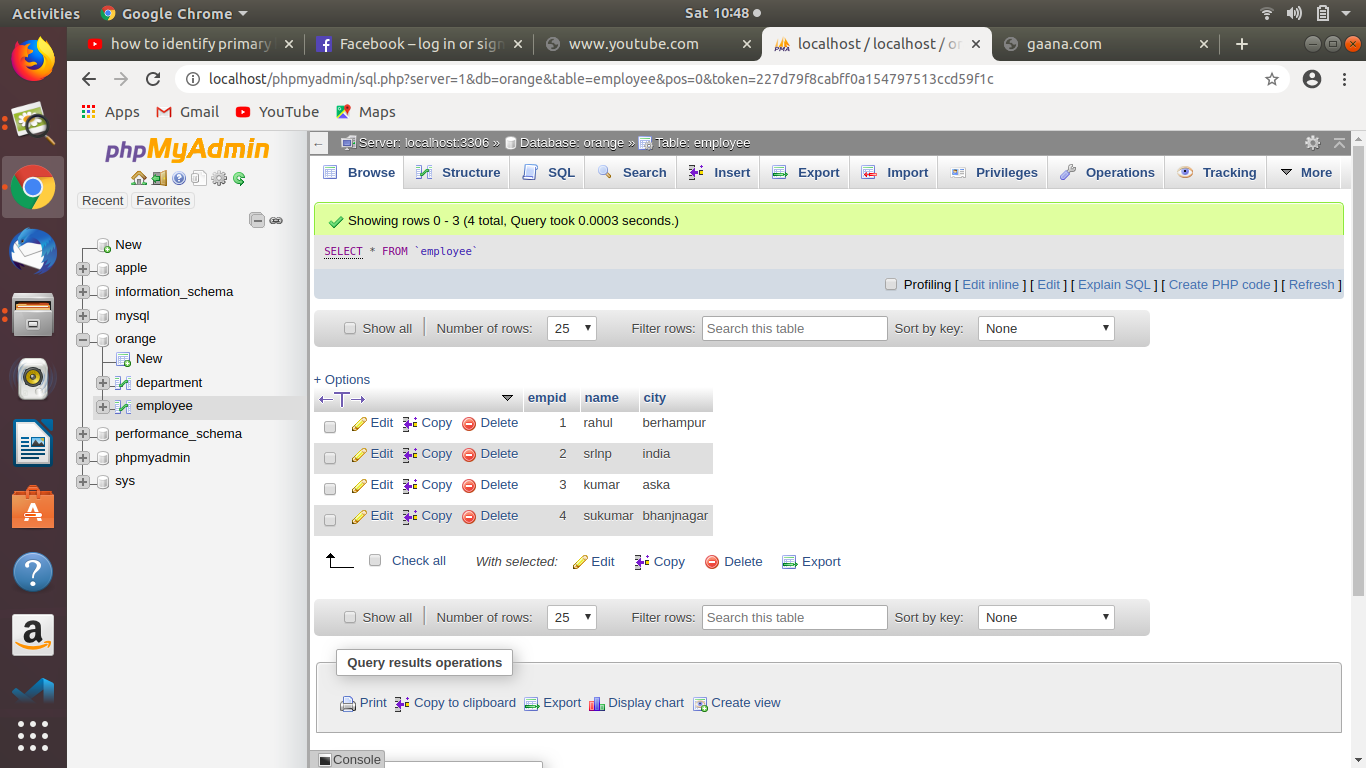 Activities Google Chrome Sat 10:48
how to identify primary Facebook – log in or sign www.youtube.com localhost / localhost / or gaana.com
localhost/phpmyadmin/sql.php?server=1&db=orange&table=employee&pos=0&token=227d79f8cabff0a154797513ccd59f1c
Apps Gmail YouTube Maps
phpMyAdmin
Recent Favorites
New
apple
information_schema
mysql
orange
New
department
employee
performance_schema
phpmyadmin
sys
Server: localhost:3306 » Database: orange » Table: employee
Browse Structure SQL Search Insert Export Import Privileges Operations Tracking More
Showing rows 0 - 3 (4 total, Query took 0.0003 seconds.)
SELECT * FROM `employee`
Profiling [ Edit inline ] [ Edit ] [ Explain SQL ] [ Create PHP code ] [ Refresh ]
Show all Number of rows: 25 Filter rows: Search this table Sort by key: None
+ Options
empid name city
Edit Copy Delete 1 rahul berhampur
Edit Copy Delete 2 srlnp india
Edit Copy Delete 3 kumar aska
Edit Copy Delete 4 sukumar bhanjnagar
Check all With selected: Edit Copy Delete Export
Show all Number of rows: 25 Filter rows: Search this table Sort by key: None
Query results operations
Print Copy to clipboard Export Display chart Create view
Console